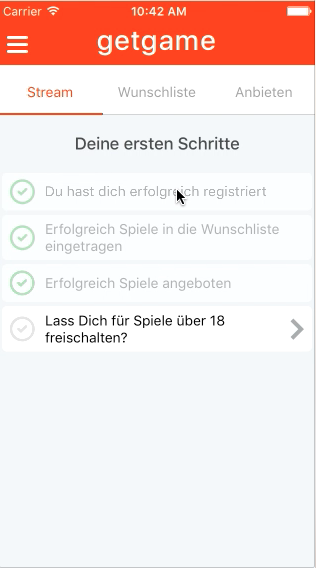 Carrier 10:42 AM
getgame
Stream Wunschliste Anbieten
Deine ersten Schritte
Du hast dich erfolgreich registriert
Erfolgreich Spiele in die Wunschliste
eingetragen
Erfolgreich Spiele angeboten
Lass Dich für Spiele über 18
freischalten?